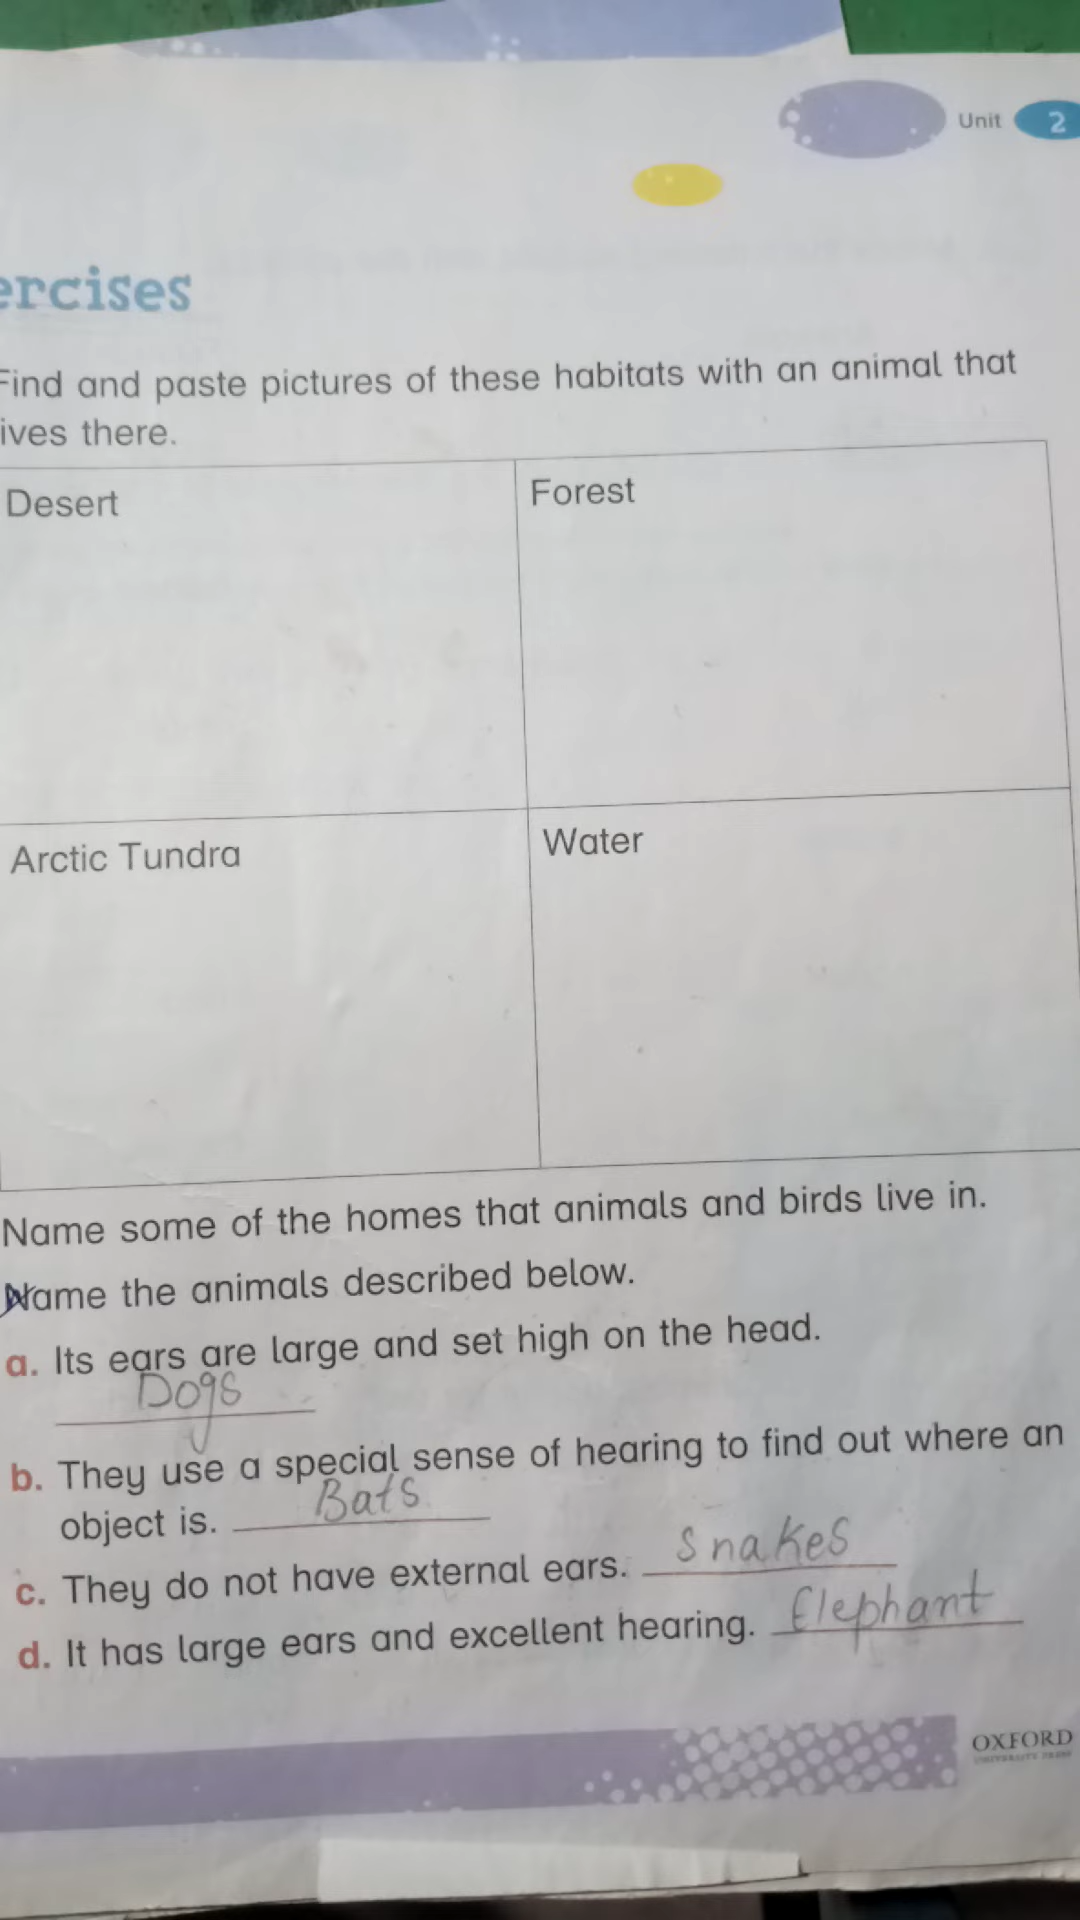 Unit 2
ercises
Find and paste pictures of these habitats with an animal that
ives there.
Desert
Forest
Arctic Tundra
Water
Name some of the homes that animals and birds live in.
Name the animals described below.
a. Its ears are large and set high on the head.
Dogs
b. They use a special sense of hearing to find out where an
object is. Bats
c. They do not have external ears. Snakes
d. It has large ears and excellent hearing. Elephant
OXFORD
UNIVERSITY PRESS